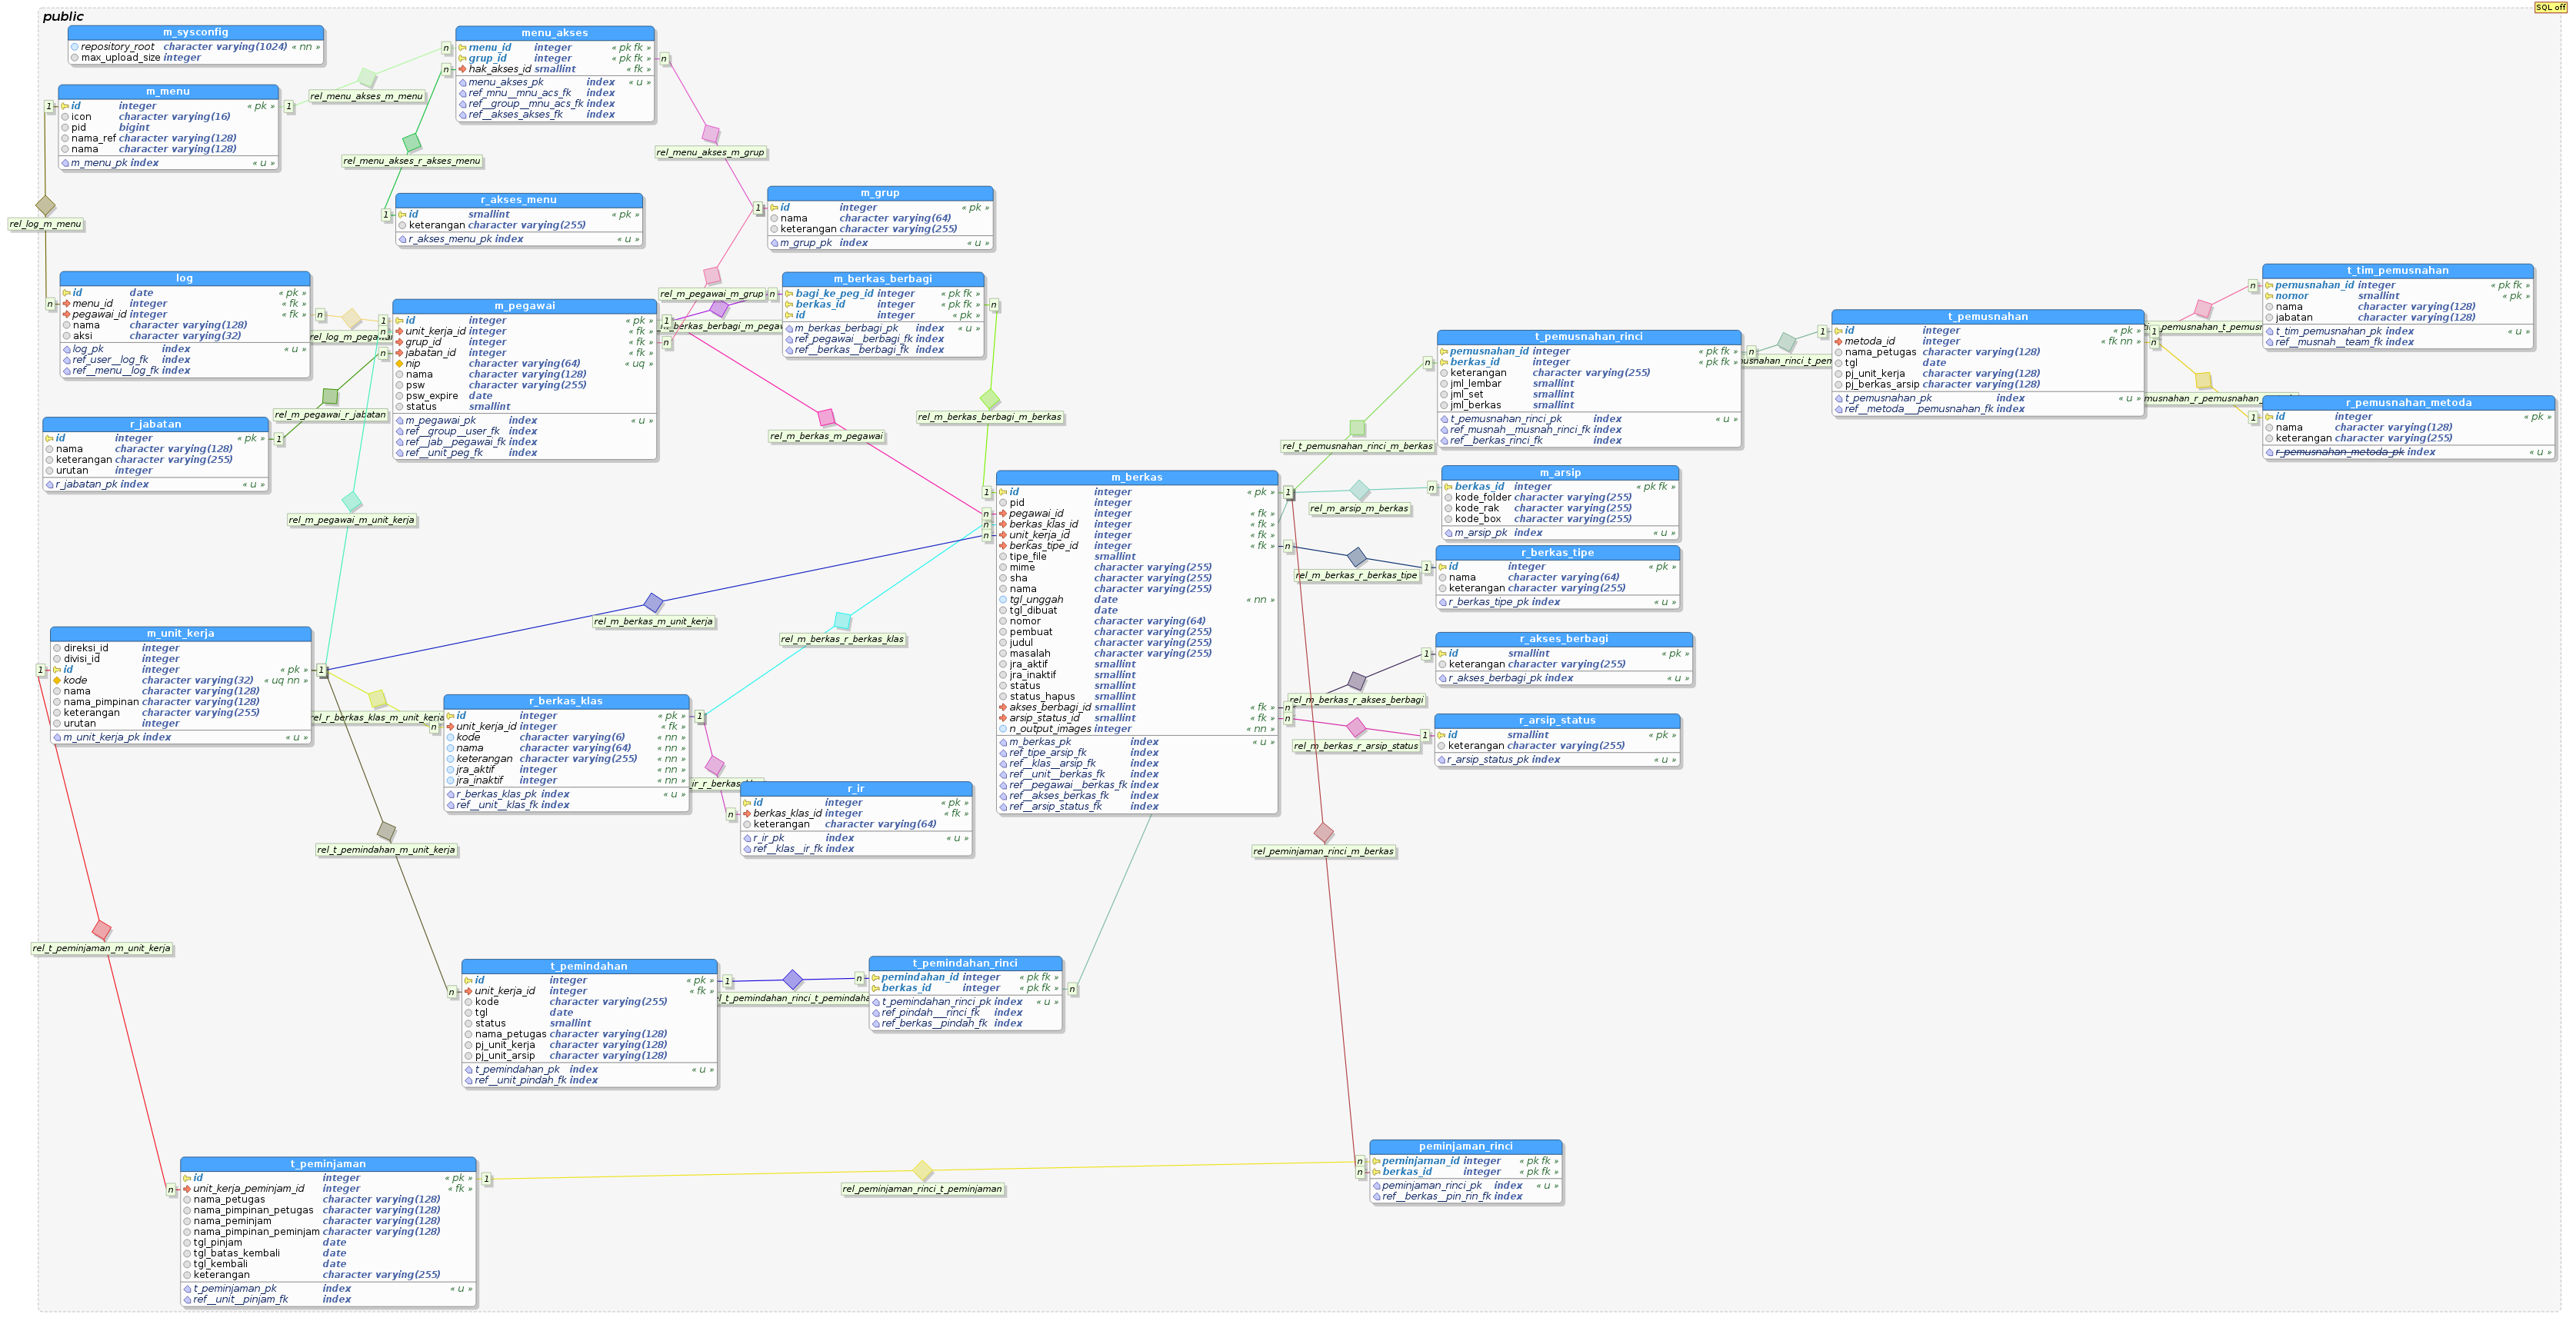 public
SQL off
m_sysconfig
repository_root character varying(1024) « nn »
max_upload_size integer
menu_akses
menu_id integer « pk fk »
grup_id integer « pk fk »
hak_akses_id smallint « fk »
menu_akses_pk index « u »
ref_mnu__mnu_acs_fk index
ref__group__mnu_acs_fk index
ref__akses_akses_fk index
m_menu
id integer « pk »
icon character varying(16)
pid bigint
nama_ref character varying(128)
nama character varying(128)
m_menu_pk index « u »
rel_menu_akses_m_menu
rel_menu_akses_r_akses_menu
rel_menu_akses_m_grup
rel_log_m_menu
r_akses_menu
id smallint « pk »
keterangan character varying(255)
r_akses_menu_pk index « u »
m_grup
id integer « pk »
nama character varying(64)
keterangan character varying(255)
m_grup_pk index « u »
log
id date « pk »
menu_id integer « fk »
pegawai_id integer « fk »
nama character varying(128)
aksi character varying(32)
log_pk index « u »
ref_user__log_fk index
ref__menu__log_fk index
m_pegawai
id integer « pk »
unit_kerja_id integer « fk »
grup_id integer « fk »
jabatan_id integer « fk »
nip character varying(64) « uq »
nama character varying(128)
psw character varying(255)
psw_expire date
status smallint
m_pegawai_pk index « u »
ref__group__user_fk index
ref__jab__pegawai_fk index
ref__unit_peg_fk index
rel_m_pegawai_m_grup
m_berkas_berbagi
bagi_ke_peg_id integer « pk fk »
berkas_id integer « pk fk »
id integer « pk »
m_berkas_berbagi_pk index « u »
ref_pegawai__berbagi_fk index
ref__berkas__berbagi_fk index
rel_m_pegawai_r_jabatan
rel_m_berkas_m_pegawai
rel_m_berkas_berbagi_m_berkas
r_jabatan
id integer « pk »
nama character varying(128)
keterangan character varying(255)
urutan integer
r_jabatan_pk index « u »
rel_m_pegawai_m_unit_kerja
t_pemusnahan_rinci
pemusnahan_id integer « pk fk »
berkas_id integer « pk fk »
keterangan character varying(255)
jml_lembar smallint
jml_set smallint
jml_berkas smallint
t_pemusnahan_rinci_pk index « u »
ref_musnah__musnah_rinci_fk index
ref__berkas_rinci_fk index
rel_t_pemusnahan_rinci_m_berkas
t_pemusnahan
id integer « pk »
metoda_id integer « fk nn »
nama_petugas character varying(128)
tgl date
pj_unit_kerja character varying(128)
pj_berkas_arsip character varying(128)
t_pemusnahan_pk index « u »
ref__metoda___pemusnahan_fk index
t_tim_pemusnahan
pemusnahan_id integer « pk fk »
nomor smallint « pk »
nama character varying(128)
jabatan character varying(128)
t_tim_pemusnahan_pk index « u »
ref__musnah__team_fk index
r_pemusnahan_metoda
id integer « pk »
nama character varying(128)
keterangan character varying(255)
r_pemusnahan_metoda_pk index « u »
m_berkas
id integer « pk »
pid integer
pegawai_id integer « fk »
berkas_klas_id integer « fk »
unit_kerja_id integer « fk »
berkas_tipe_id integer « fk »
tipe_file smallint
mime character varying(255)
sha character varying(255)
nama character varying(255)
tgl_unggah date « nn »
tgl_dibuat date
nomor character varying(64)
pembuat character varying(255)
judul character varying(255)
masalah character varying(255)
jra_aktif smallint
jra_inaktif smallint
status smallint
status_hapus smallint
akses_berbagi_id smallint « fk »
arsip_status_id smallint « fk »
n_output_images integer « nn »
m_berkas_pk index « u »
ref_tipe_arsip_fk index
ref__klas__arsip_fk index
ref__unit__berkas_fk index
ref__pegawai__berkas_fk index
ref__akses_berkas_fk index
ref__arsip_status_fk index
m_arsip
berkas_id integer « pk fk »
kode_folder character varying(255)
kode_rak character varying(255)
kode_box character varying(255)
m_arsip_pk index « u »
rel_m_arsip_m_berkas
r_berkas_tipe
id integer « pk »
nama character varying(64)
keterangan character varying(255)
r_berkas_tipe_pk index « u »
rel_m_berkas_r_berkas_tipe
r_akses_berbagi
id smallint « pk »
keterangan character varying(255)
r_akses_berbagi_pk index « u »
rel_m_berkas_r_akses_berbagi
r_arsip_status
id smallint « pk »
keterangan character varying(255)
r_arsip_status_pk index « u »
rel_m_berkas_r_arsip_status
rel_m_berkas_m_unit_kerja
rel_m_berkas_r_berkas_klas
m_unit_kerja
direksi_id integer
divisi_id integer
id integer « pk »
kode character varying(32) « uq nn »
nama character varying(128)
nama_pimpinan character varying(128)
keterangan character varying(255)
urutan integer
m_unit_kerja_pk index « u »
rel_r_berkas_klas_m_unit_kerja
r_berkas_klas
id integer « pk »
unit_kerja_id integer « fk »
kode character varying(6) « nn »
nama character varying(64) « nn »
keterangan character varying(255) « nn »
jra_aktif integer « nn »
jra_inaktif integer « nn »
r_berkas_klas_pk index « u »
ref__unit__klas_fk index
r_ir
id integer « pk »
berkas_klas_id integer « fk »
keterangan character varying(64)
r_ir_pk index « u »
ref__klas__ir_fk index
rel_t_pemindahan_m_unit_kerja
rel_peminjaman_rinci_m_berkas
rel_t_peminjaman_m_unit_kerja
t_pemindahan
id integer « pk »
unit_kerja_id integer « fk »
kode character varying(255)
tgl date
status smallint
nama_petugas character varying(128)
pj_unit_kerja character varying(128)
pj_unit_arsip character varying(128)
t_pemindahan_pk index « u »
ref__unit_pindah_fk index
t_pemindahan_rinci
pemindahan_id integer « pk fk »
berkas_id integer « pk fk »
t_pemindahan_rinci_pk index « u »
ref_pindah___rinci_fk index
ref_berkas__pindah_fk index
t_peminjaman
id integer « pk »
unit_kerja_peminjam_id integer « fk »
nama_petugas character varying(128)
nama_pimpinan_petugas character varying(128)
nama_peminjam character varying(128)
nama_pimpinan_peminjam character varying(128)
tgl_pinjam date
tgl_batas_kembali date
tgl_kembali date
keterangan character varying(255)
t_peminjaman_pk index « u »
ref__unit__pinjam_fk index
rel_peminjaman_rinci_t_peminjaman
peminjaman_rinci
peminjaman_id integer « pk fk »
berkas_id integer « pk fk »
peminjaman_rinci_pk index « u »
ref__berkas__pin_rin_fk index